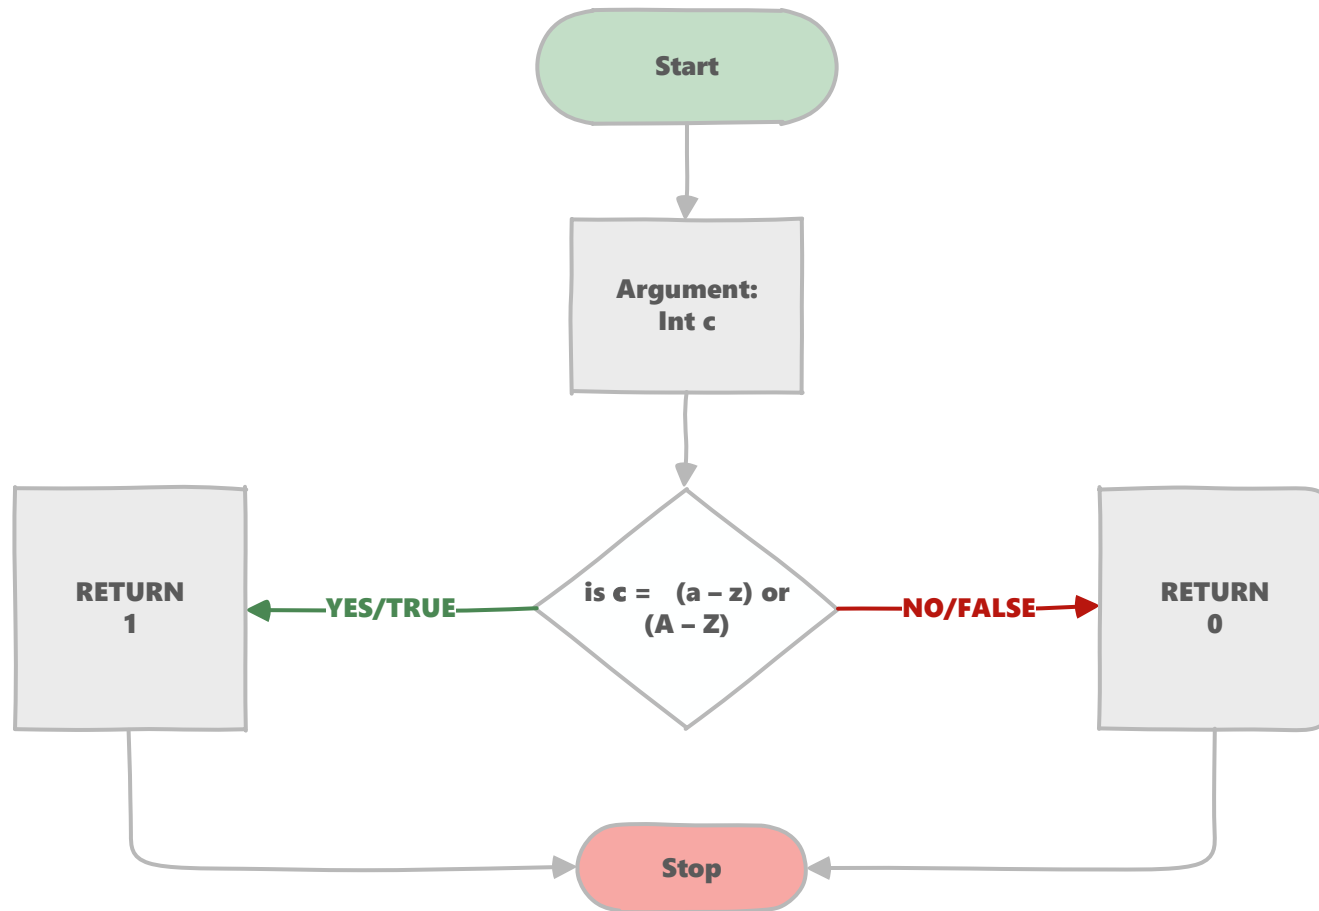 Start
Argument:
Int c
is c =   (a – z) or
(A – Z)
YES/TRUE
NO/FALSE
RETURN
1
RETURN
0
Stop